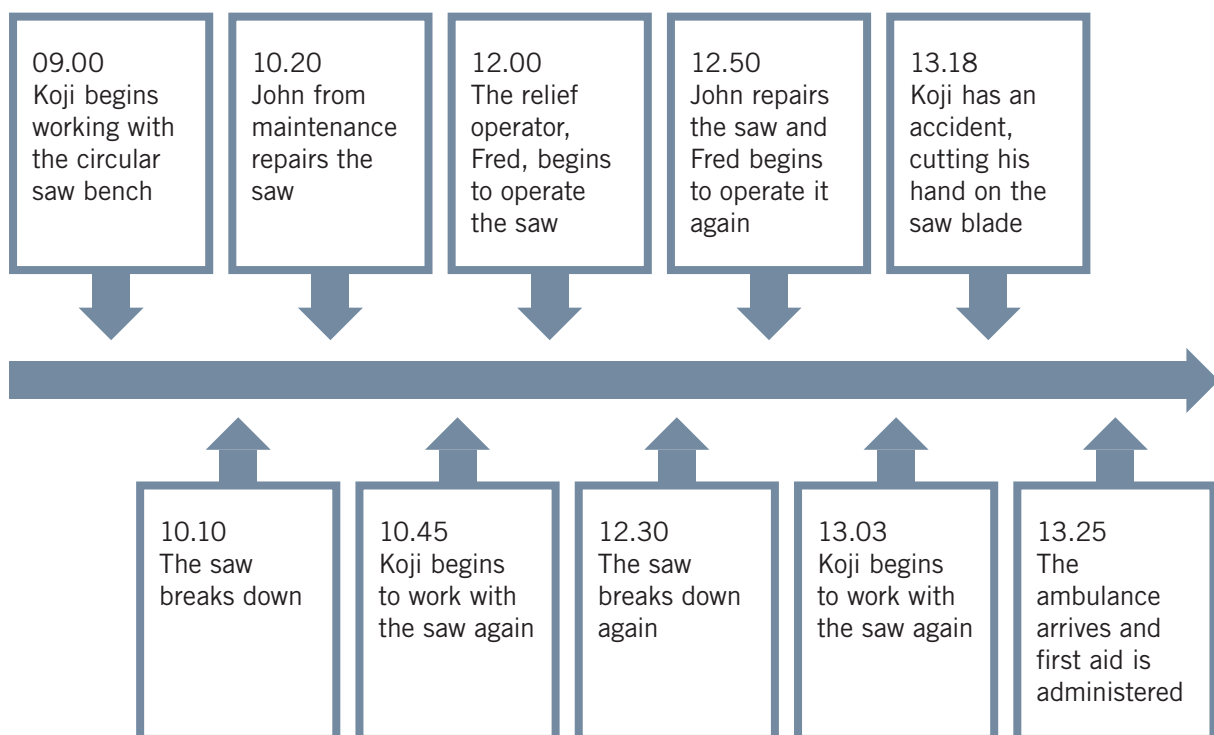 09.00
Koji begins
working with
the circular
saw bench
10.20
John from
maintenance
repairs the
saw
12.00
The relief
operator,
Fred, begins
to operate
the saw
12.50
John repairs
the saw and
Fred begins
to operate it
again
13.18
Koji has an
accident,
cutting his
hand on the
saw blade
10.10
The saw
breaks down
10.45
Koji begins
to work with
the saw again
12.30
The saw
breaks down
again
13.03
Koji begins
to work with
the saw again
13.25
The
ambulance
arrives and
first aid is
administered